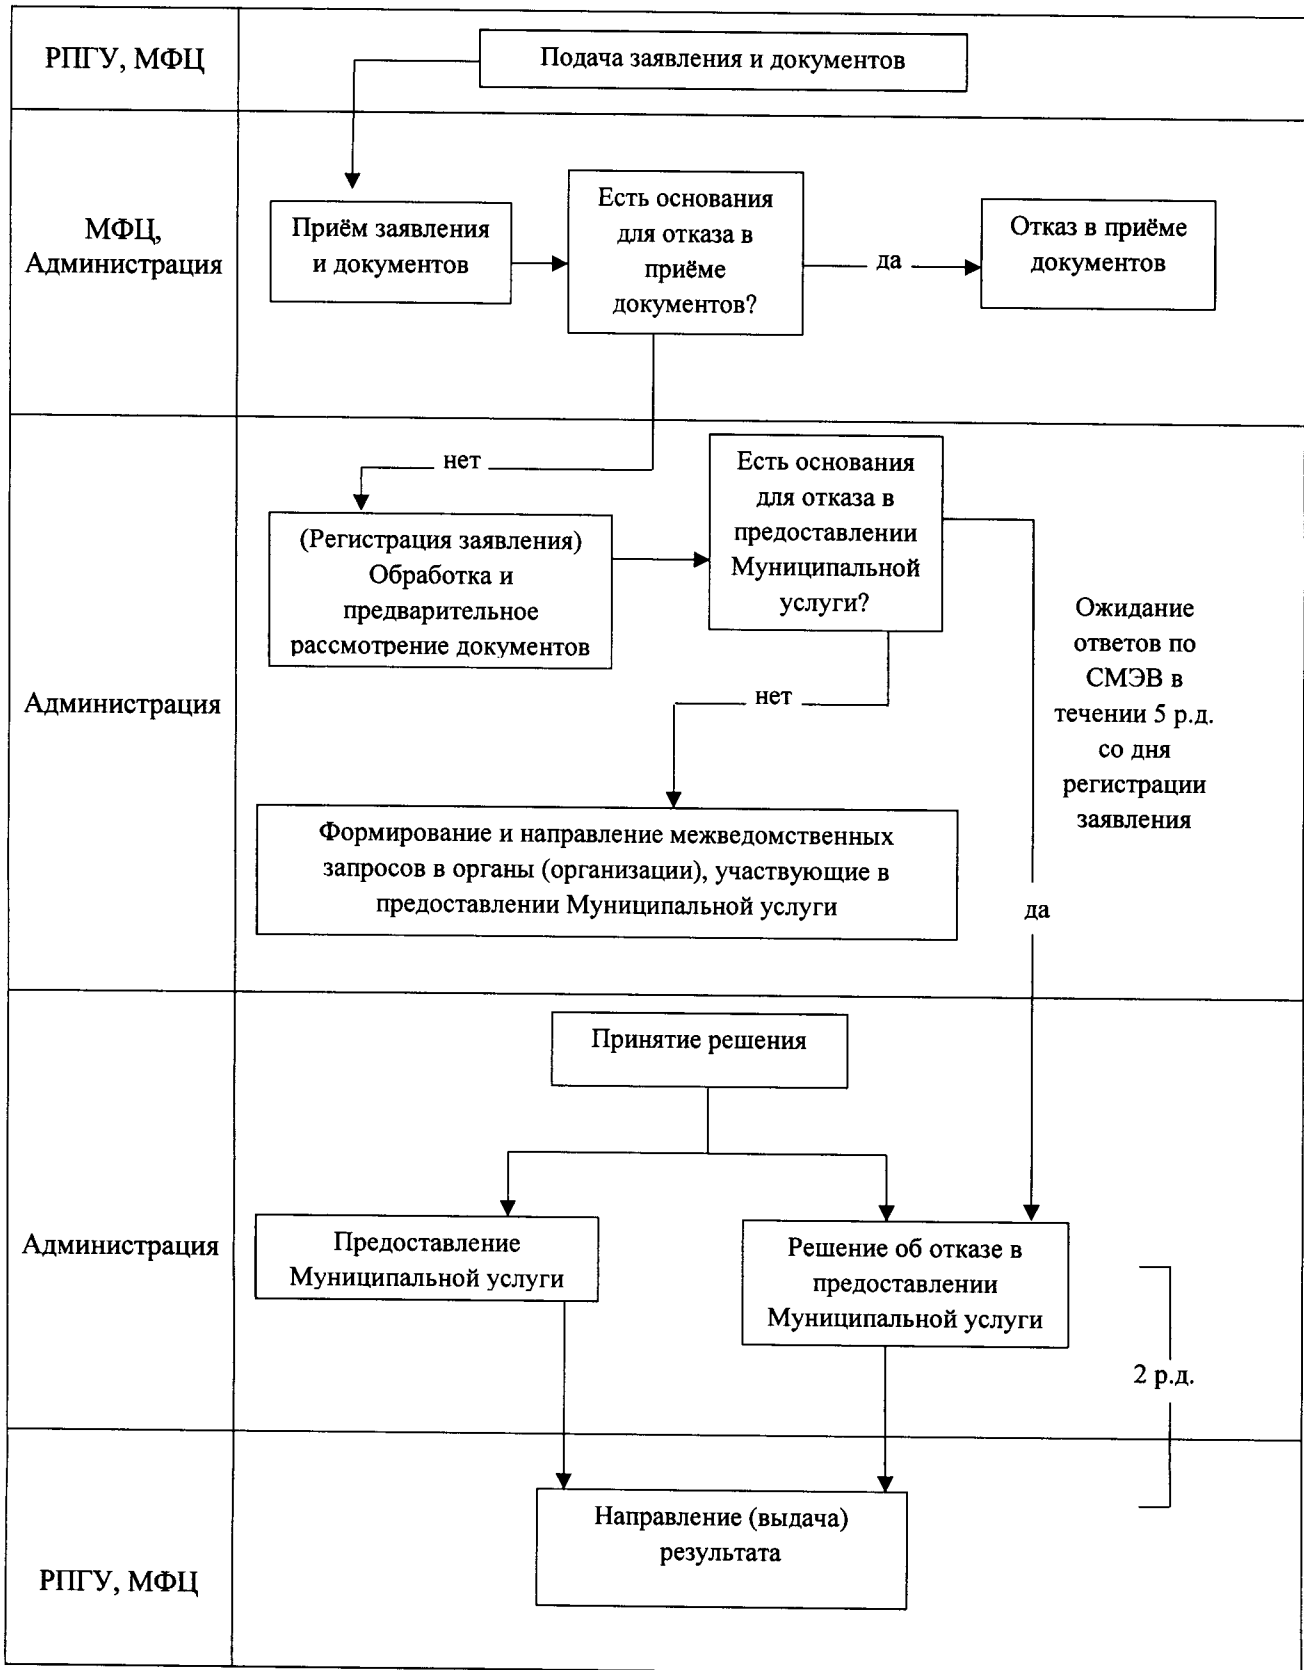 РПГУ, МФЦ
Подача заявления и документов
МФЦ,
Администрация
Приём заявления
и документов
Есть основания
для отказа в
приёме
документов?
да
Отказ в приёме
документов
Администрация
нет
(Регистрация заявления)
Обработка и
предварительное
рассмотрение документов
Есть основания
для отказа в
предоставлении
Муниципальной
услуги?
нет
Ожидание
ответов по
СМЭВ в
течении 5 р.д.
со дня
регистрации
заявления
Формирование и направление межведомственных
запросов в органы (организации), участвующие в
предоставлении Муниципальной услуги
да
Администрация
Принятие решения
Предоставление
Муниципальной услуги
Решение об отказе в
предоставлении
Муниципальной услуги
2 р.д.
РПГУ, МФЦ
Направление (выдача)
результата